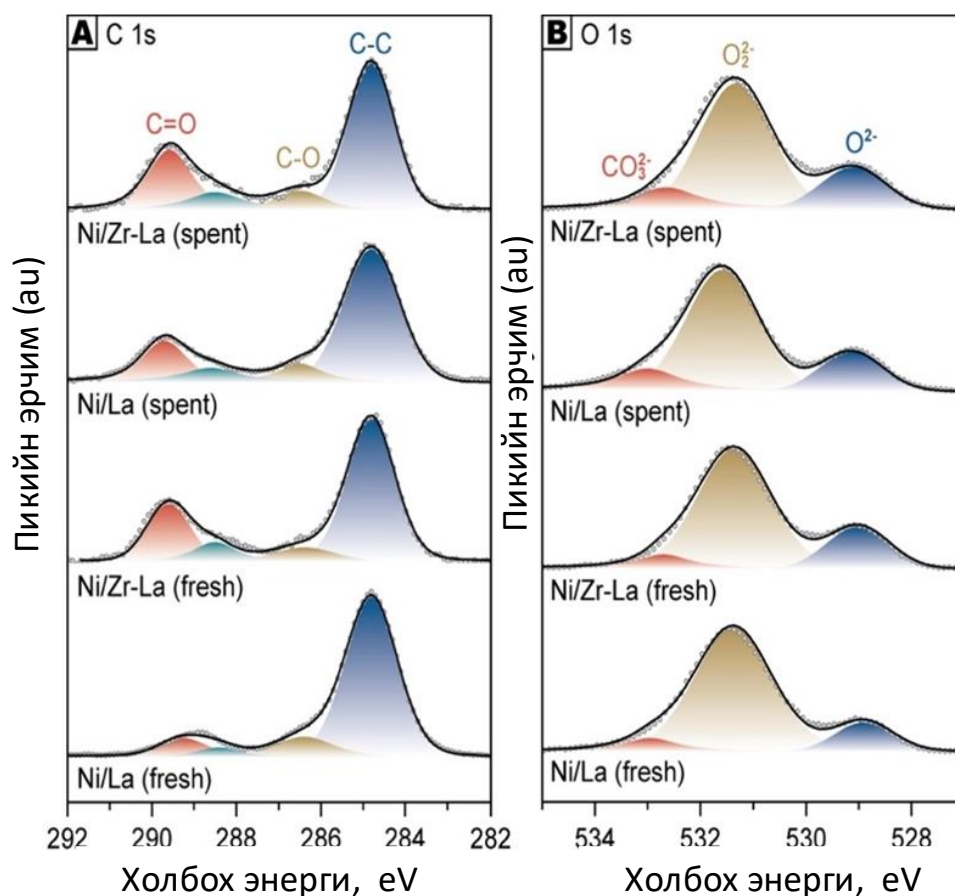 A C 1s
C=O
C-O
C-C
Ni/Zr-La (spent)
Ni/La (spent)
Ni/Zr-La (fresh)
Ni/La (fresh)
292 290 288 286 284 282
Холбох энерги, eV
Пикийн эрчим (au)
B O 1s
CO₃²⁻
O₂²⁻
O²⁻
Ni/Zr-La (spent)
Ni/La (spent)
Ni/Zr-La (fresh)
Ni/La (fresh)
534 532 530 528
Холбох энерги, eV
Пикийн эрчим (au)